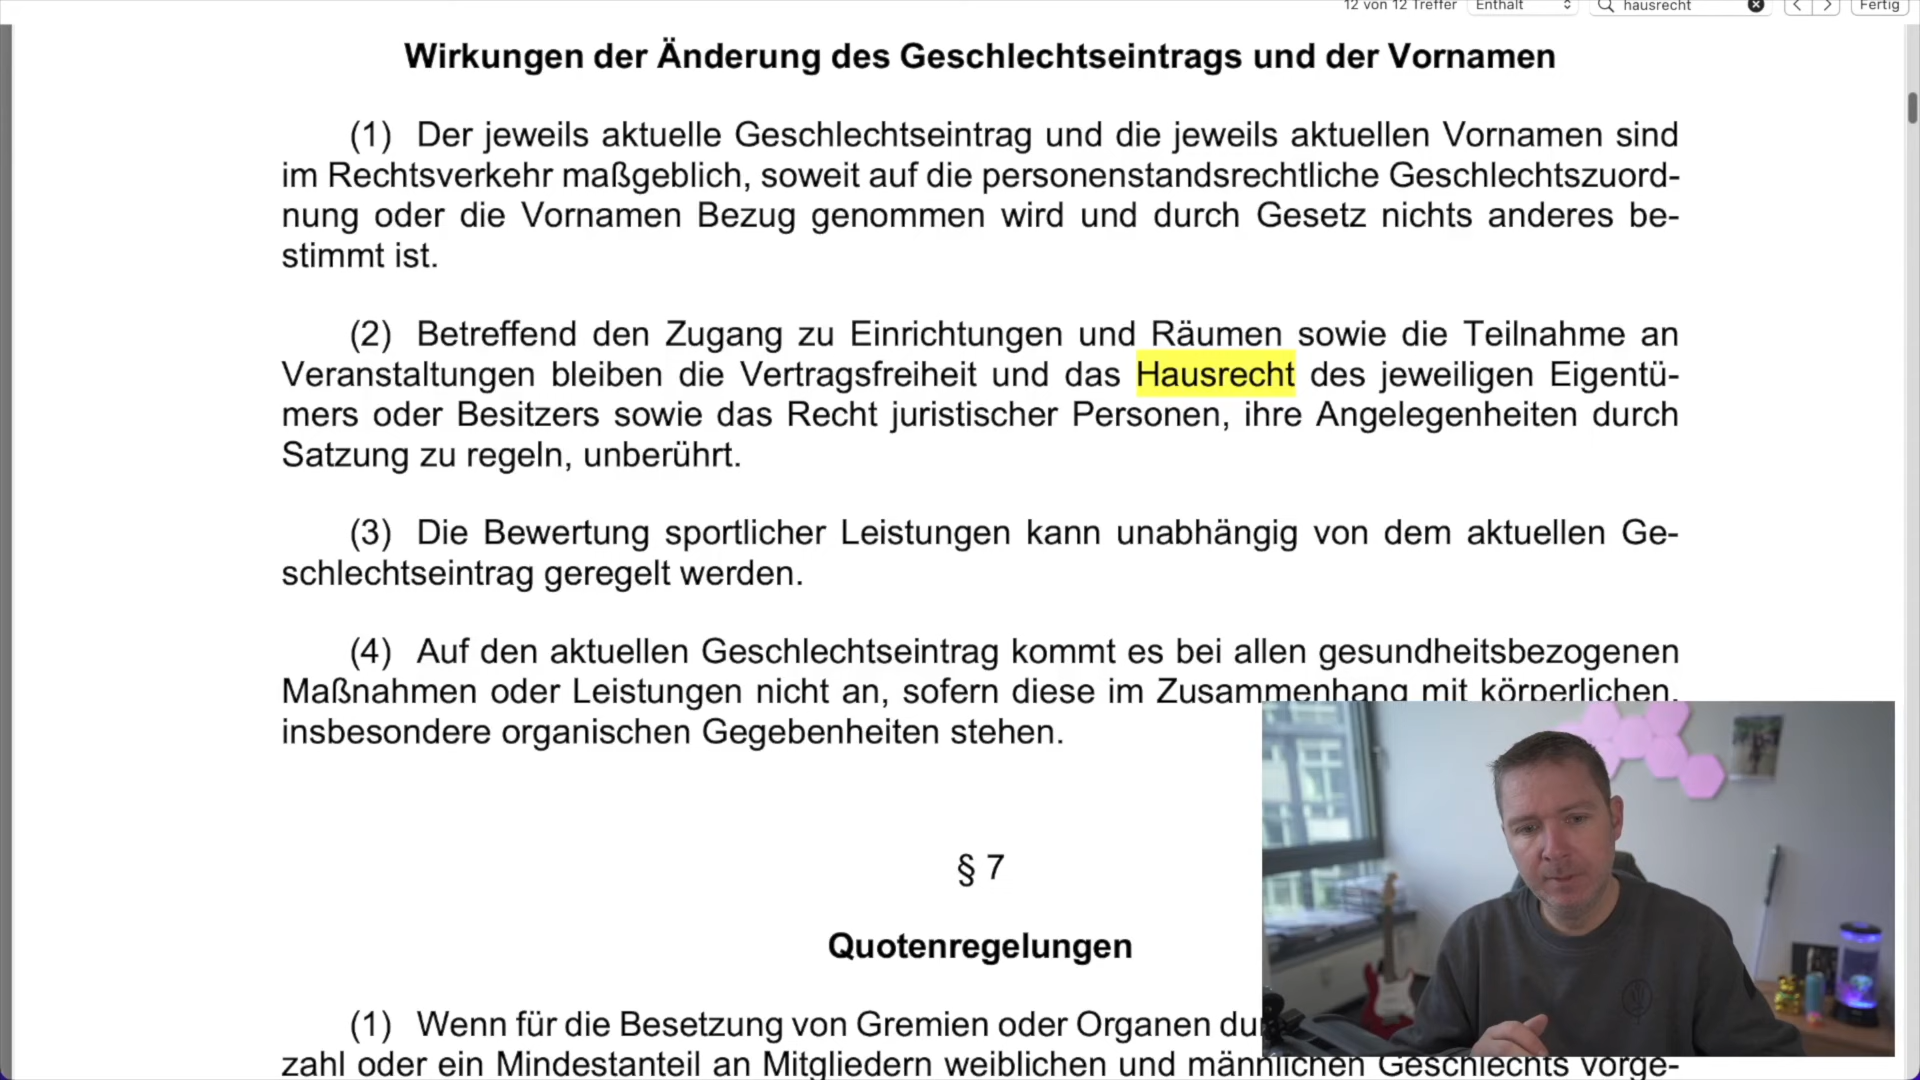 12 von 12 Treffer Enthält hausrecht Fertig
Wirkungen der Änderung des Geschlechtseintrags und der Vornamen
(1) Der jeweils aktuelle Geschlechtseintrag und die jeweils aktuellen Vornamen sind
im Rechtsverkehr maßgeblich, soweit auf die personenstandsrechtliche Geschlechtszuord-
nung oder die Vornamen Bezug genommen wird und durch Gesetz nichts anderes be-
stimmt ist.
(2) Betreffend den Zugang zu Einrichtungen und Räumen sowie die Teilnahme an
Veranstaltungen bleiben die Vertragsfreiheit und das Hausrecht des jeweiligen Eigentü-
mers oder Besitzers sowie das Recht juristischer Personen, ihre Angelegenheiten durch
Satzung zu regeln, unberührt.
(3) Die Bewertung sportlicher Leistungen kann unabhängig von dem aktuellen Ge-
schlechtseintrag geregelt werden.
(4) Auf den aktuellen Geschlechtseintrag kommt es bei allen gesundheitsbezogenen
Maßnahmen oder Leistungen nicht an, sofern diese im Zusammenhang mit körperlichen,
insbesondere organischen Gegebenheiten stehen.
§ 7
Quotenregelungen
(1) Wenn für die Besetzung von Gremien oder Organen
zahl oder ein Mindestanteil an Mitgliedern weiblichen und männlichen Geschlechts vorge-